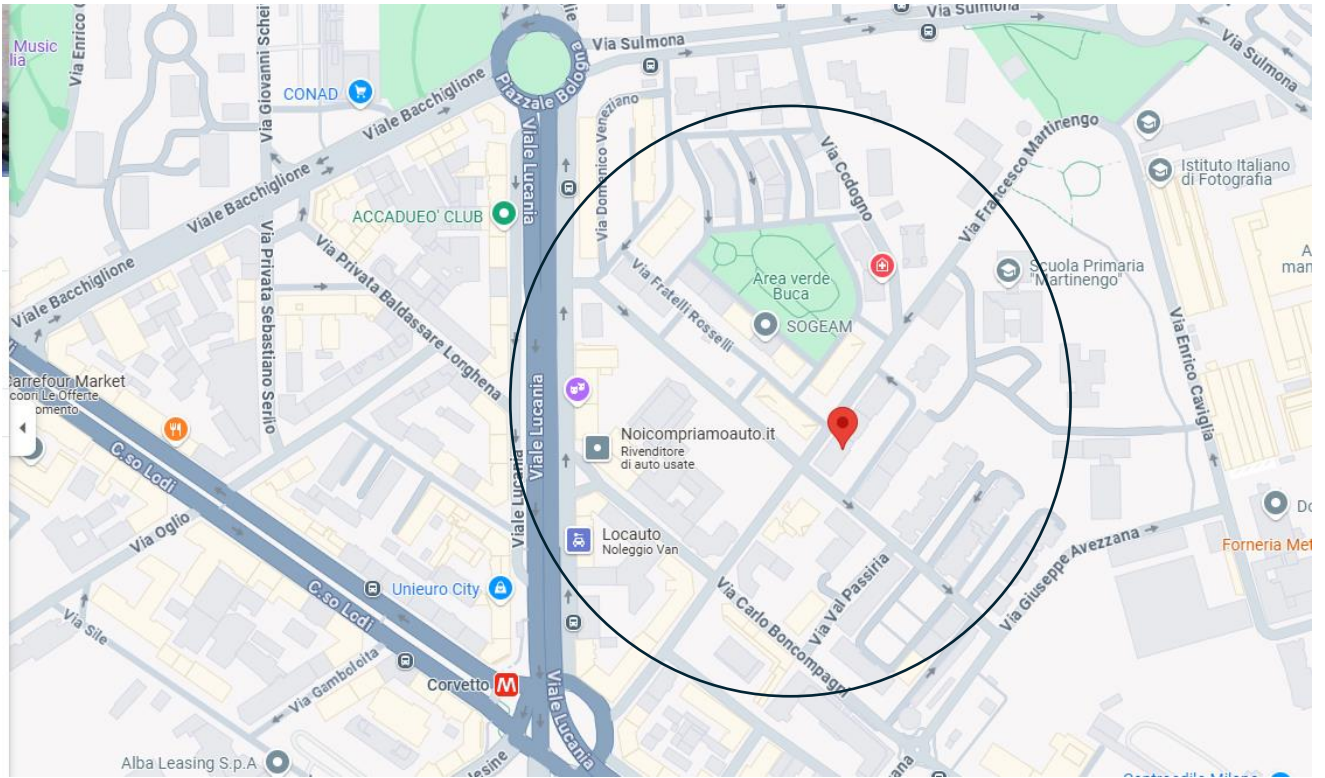 Music
lia
Via Enrico C
Via Giovanni Schei
CONAD
Viale Bacchiglione
Piazzale Bologna
Via Sulmona
Via Sulmona
Via Sulmona
Viale Lucania
Via Domenico Veneziano
Via Codogno
Via Francesco Martinengo
Istituto Italiano
di Fotografia
ACCADUEO' CLUB
Viale Bacchiglione
Viale Bacchiglione
Via Privata Sebastiano Serlio
Via Privata Baldassare Longhena
Via Fratelli Rosselli
Area verde
Buca
SOGEAM
Scuola Primaria
"Martinengo"
A
man
Via Enrico Caviglia
Carrefour Market
Viale Lucania
Viale Lucania
Noicompriamoauto.it
Rivenditore
di auto usate
C.so Lodi
Via Oglio
Locauto
Noleggio Van
Via Val Passiria
Via Giuseppe Avezzana
Do
Forneria Met
Unieuro City
C.so Lodi
Via Carlo Boncompagni
Via Sile
Via Gamboloita
Corvetto
M
Viale Lucania
Alba Leasing S.p.A